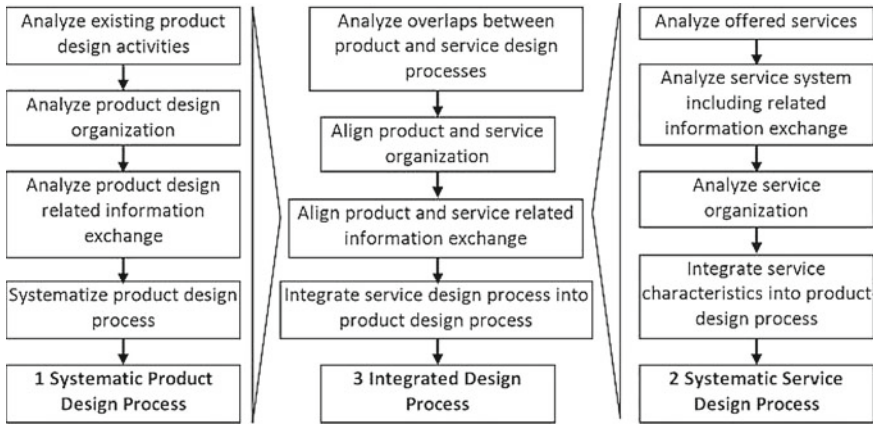 Analyze existing product
design activities
Analyze product design
organization
Analyze product design
related information
exchange
Systematize product design
process
1 Systematic Product
Design Process
Analyze overlaps between
product and service design
processes
Align product and service
organization
Align product and service related
information exchange
Integrate service design process into
product design process
3 Integrated Design
Process
Analyze offered services
Analyze service system
including related
information exchange
Analyze service
organization
Integrate service
characteristics into product-
design process
2 Systematic Service
Design Process